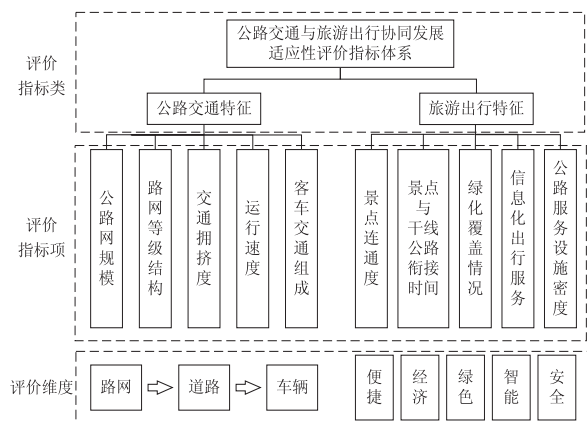 公路交通与旅游出行协同发展
适应性评价指标体系
评价
指标类
公路交通特征
旅游出行特征
评价
指标项
公路网规模
路网等级结构
交通拥挤度
运行速度
客车交通组成
景点连通度
景点与干线公路衔接时间
绿化覆盖情况
信息化出行服务
公路服务设施密度
评价维度
路网
道路
车辆
便捷
经济
绿色
智能
安全